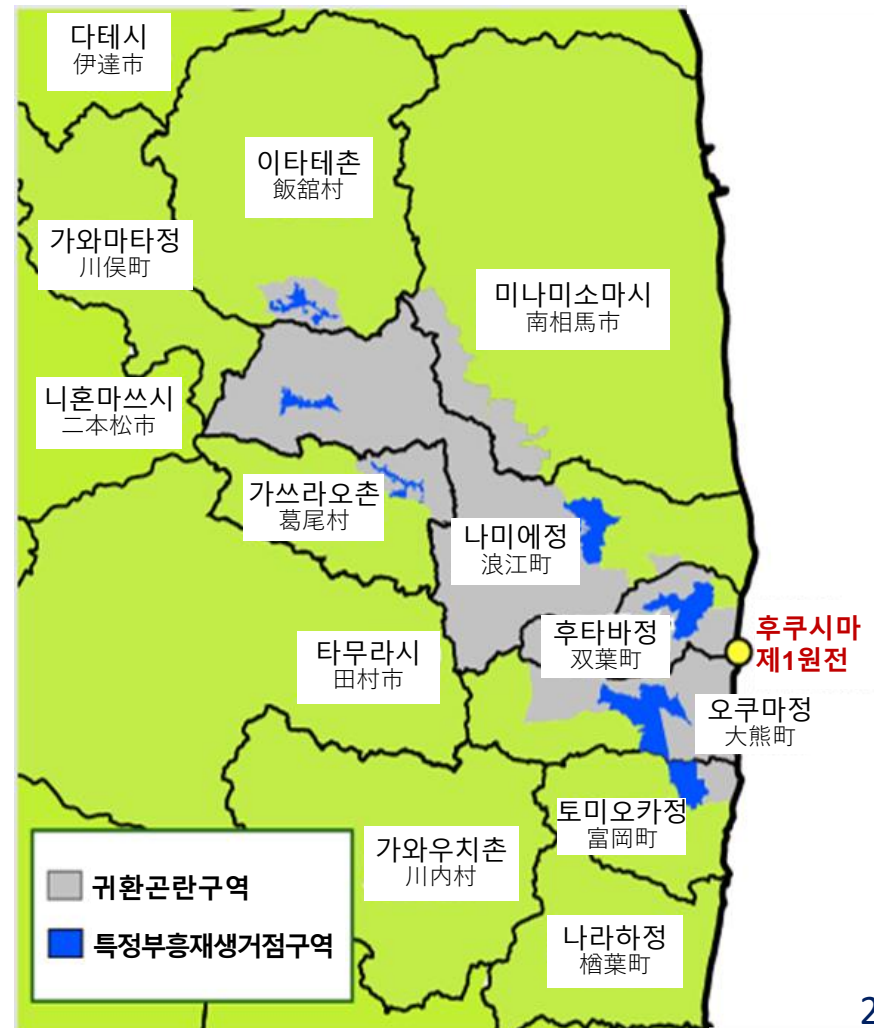 다테시
伊達市
이타테촌
飯舘村
가와마타정
川俣町
미나미소마시
南相馬市
니혼마쓰시
二本松市
가쓰라오촌
葛尾村
나미에정
浪江町
후타바정
双葉町
후쿠시마
제1원전
타무라시
田村市
오쿠마정
大熊町
토미오카정
富岡町
가와우치촌
川内村
나라하정
楢葉町
귀환곤란구역
특정부흥재생거점구역
2